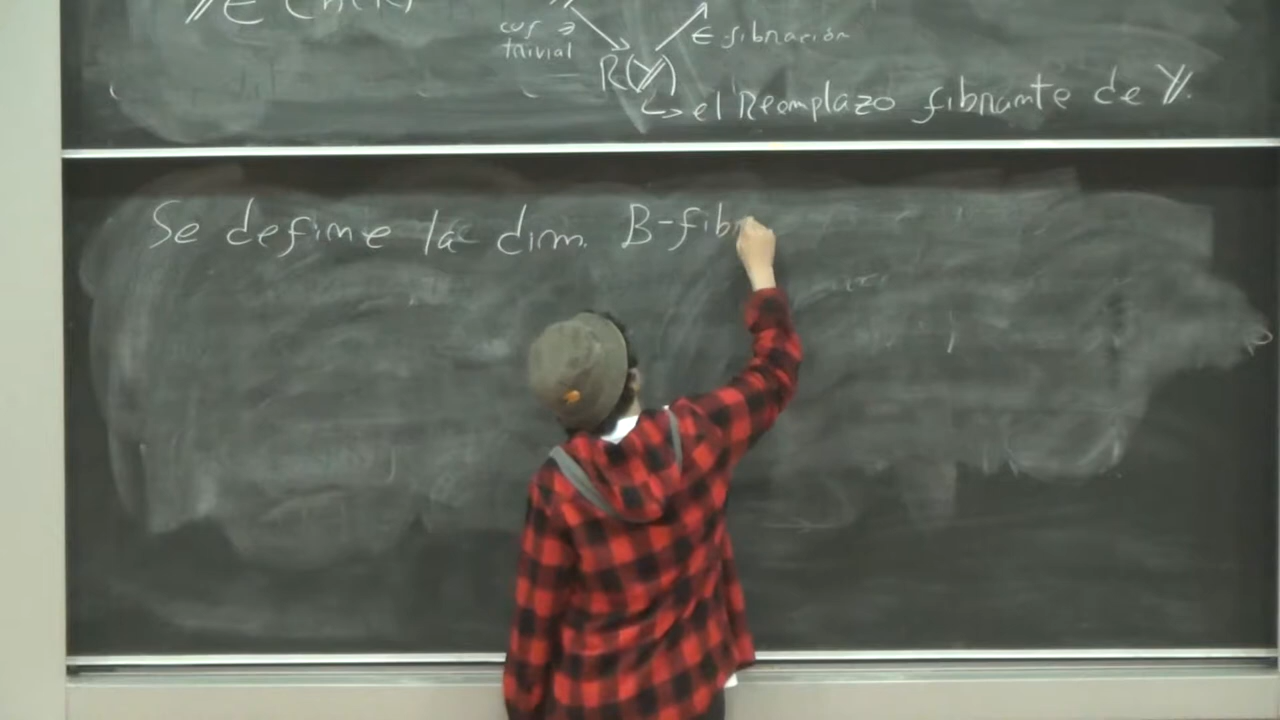 cof →
trivial
∈ fibración
R(Y)
↳ el Reemplazo fibrante de Y.
Se define la dim. B-fib